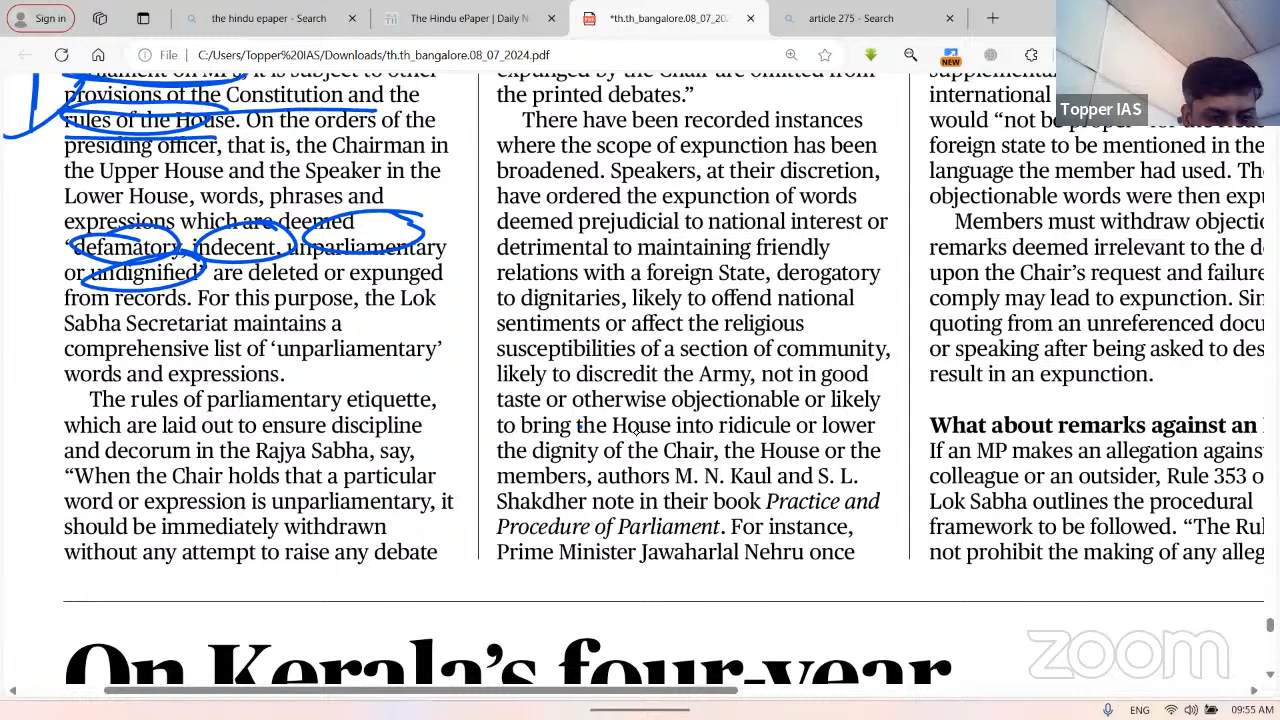 Sign in
the hindu epaper - Search
The Hindu ePaper | Daily N
*th.th_bangalore.08_07_202
article 275 - Search
File
C:/Users/Topper%20IAS/Downloads/th.th_bangalore.08_07_2024.pdf
NEW
Topper IAS
it is subject to other
provisions of the Constitution and the
rules of the House. On the orders of the
presiding officer, that is, the Chairman in
the Upper House and the Speaker in the
Lower House, words, phrases and
expressions which are deemed
“defamatory, indecent, unparliamentary
or undignified” are deleted or expunged
from records. For this purpose, the Lok
Sabha Secretariat maintains a
comprehensive list of ‘unparliamentary’
words and expressions.
The rules of parliamentary etiquette,
which are laid out to ensure discipline
and decorum in the Rajya Sabha, say,
“When the Chair holds that a particular
word or expression is unparliamentary, it
should be immediately withdrawn
without any attempt to raise any debate
expunged by the Chair are omitted from
the printed debates.”
There have been recorded instances
where the scope of expunction has been
broadened. Speakers, at their discretion,
have ordered the expunction of words
deemed prejudicial to national interest or
detrimental to maintaining friendly
relations with a foreign State, derogatory
to dignitaries, likely to offend national
sentiments or affect the religious
susceptibilities of a section of community,
likely to discredit the Army, not in good
taste or otherwise objectionable or likely
to bring the House into ridicule or lower
the dignity of the Chair, the House or the
members, authors M. N. Kaul and S. L.
Shakdher note in their book Practice and
Procedure of Parliament. For instance,
Prime Minister Jawaharlal Nehru once
international
would “not be
foreign state to be mentioned in the
language the member had used. Th
objectionable words were then expu
Members must withdraw objectio
remarks deemed irrelevant to the d
upon the Chair’s request and failure
comply may lead to expunction. Sin
quoting from an unreferenced docu
or speaking after being asked to des
result in an expunction.
What about remarks against an
If an MP makes an allegation agains
colleague or an outsider, Rule 353 o
Lok Sabha outlines the procedural
framework to be followed. “The Rul
not prohibit the making of any alleg
On Kerala’s four-year
zoom
ENG
09:55 AM